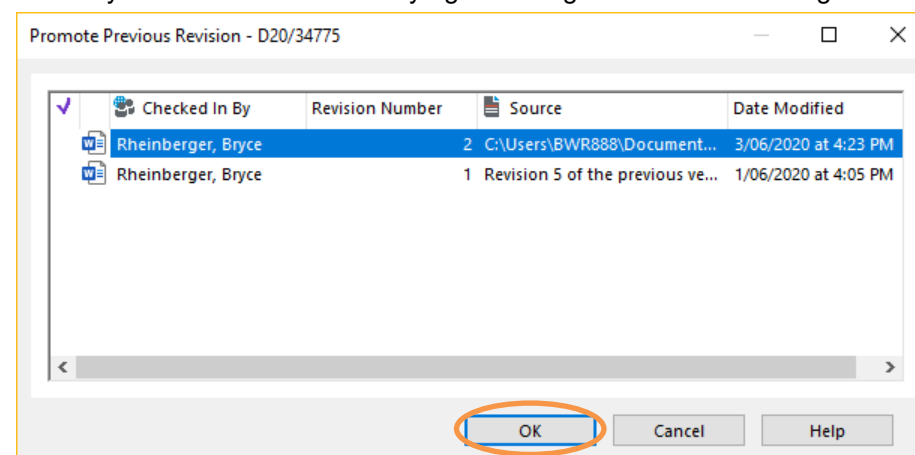 Promote Previous Revision - D20/34775
Checked In By Revision Number Source Date Modified
Rheinberger, Bryce 2 C:\Users\BWR888\Document... 3/06/2020 at 4:23 PM
Rheinberger, Bryce 1 Revision 5 of the previous ve... 1/06/2020 at 4:05 PM
OK Cancel Help